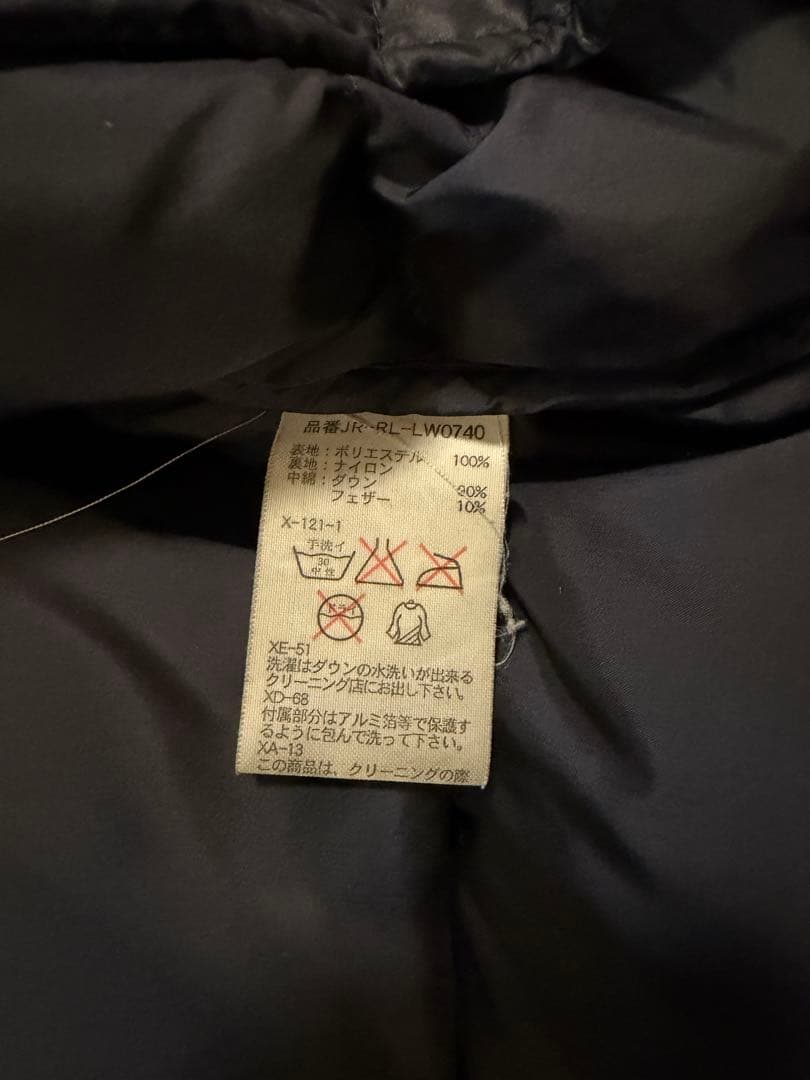 品番JR-RL-LW0740
表地：ポリエステル 100%
裏地：ナイロン
中綿：ダウン 90%
フェザー 10%
X-121-1
手洗イ
30
中性
ドライ
XE-51
洗濯はダウンの水洗いが出来る
クリーニング店にお出し下さい。
XD-68
付属部分はアルミ箔等で保護す
るように包んで洗って下さい。
XA-13
この商品は、クリーニングの際